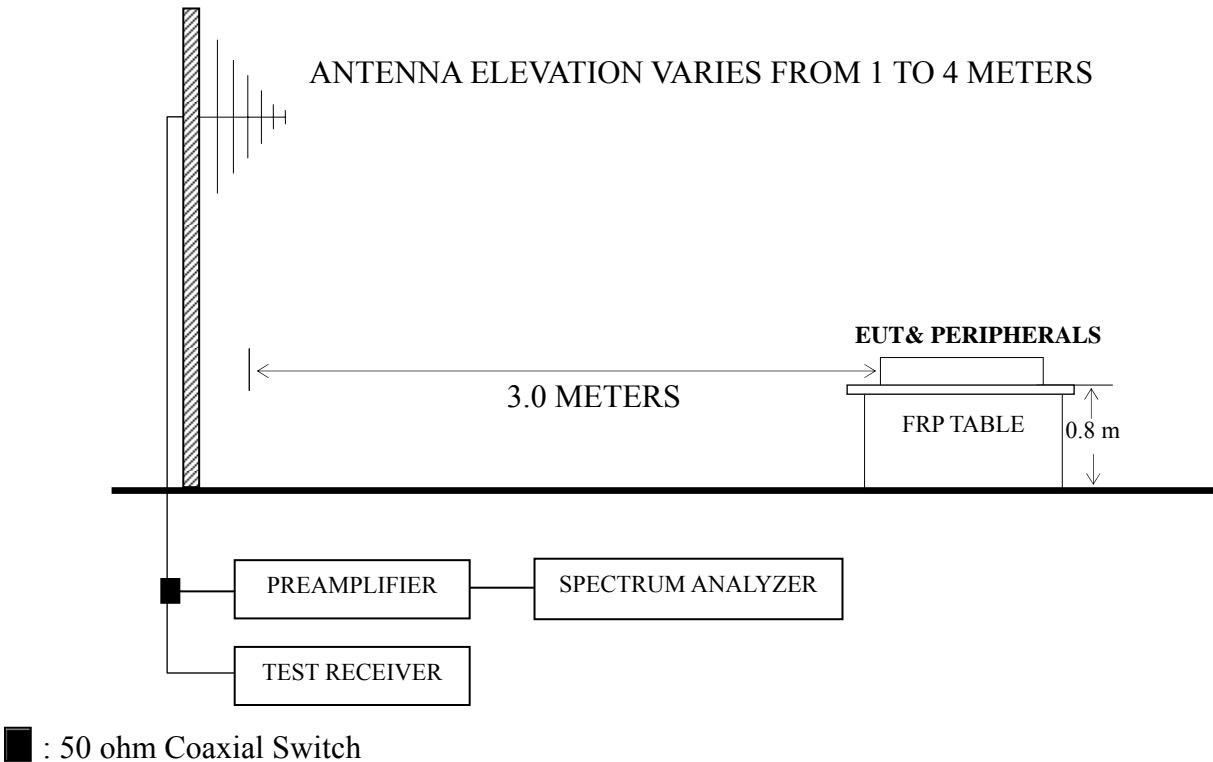 ANTENNA ELEVATION VARIES FROM 1 TO 4 METERS
EUT& PERIPHERALS
3.0 METERS
FRP TABLE
0.8 m
PREAMPLIFIER
SPECTRUM ANALYZER
TEST RECEIVER
: 50 ohm Coaxial Switch